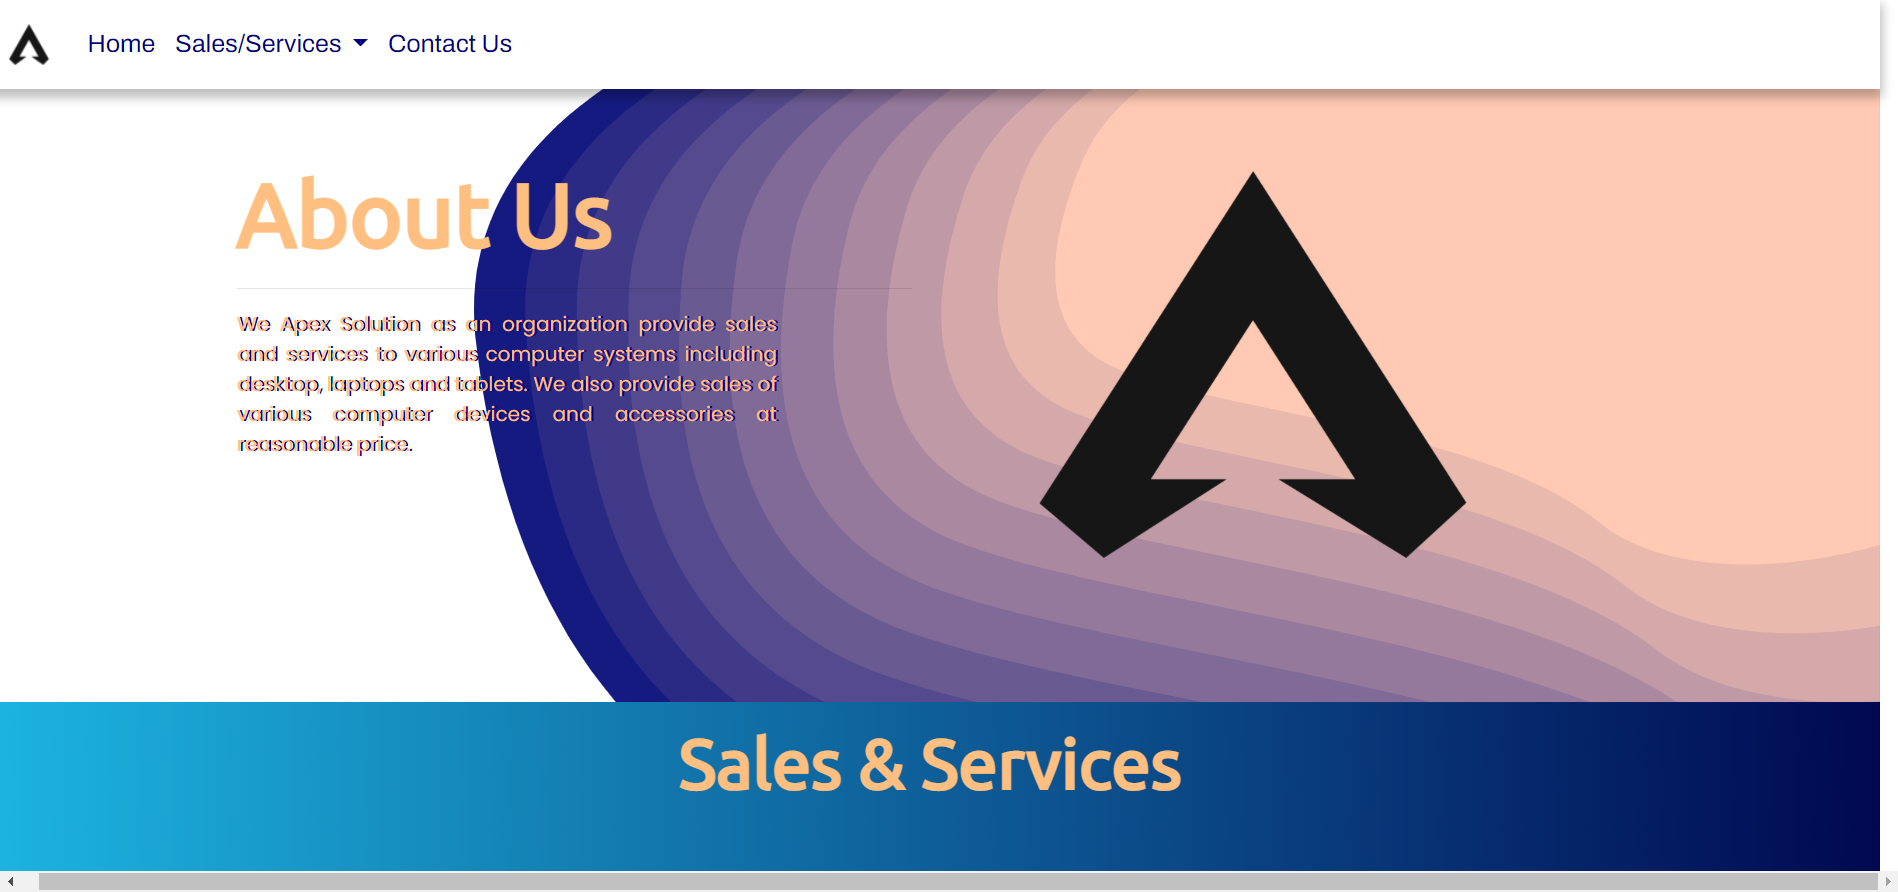 Home Sales/Services Contact Us
About Us
We Apex Solution as an organization provide sales
and services to various computer systems including
desktop, laptops and tablets. We also provide sales of
various computer devices and accessories at
reasonable price.
Sales & Services